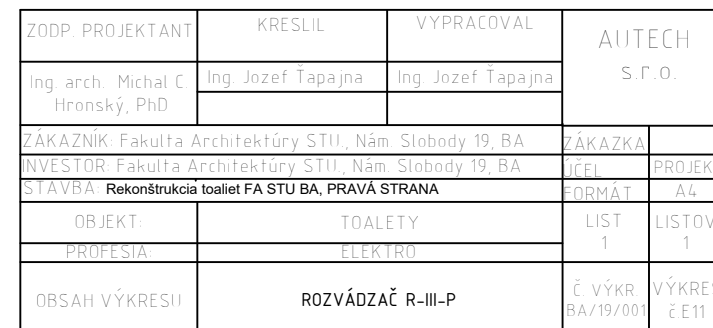 ZODP. PROJEKTANT KRESLIL VYPRACOVAL AUTECH
s.r.o.
Ing. arch. Michal C. Hronský, PhD Ing. Jozef Ťapajna Ing. Jozef Ťapajna
ZÁKAZNÍK: Fakulta Architektúry STU., Nám. Slobody 19, BA ZÁKAZKA
INVESTOR: Fakulta Architektúry STU., Nám. Slobody 19, BA ÚČEL PROJEK
STAVBA: Rekonštrukcia toaliet FA STU BA, PRAVÁ STRANA FORMÁT A4
OBJEKT: TOALETY LIST 1 LISTOV 1
PROFESIA: ELEKTRO
OBSAH VÝKRESU ROZVÁDZAČ R-III-P Č. VÝKR. BA/19/001 VÝKRES č E11